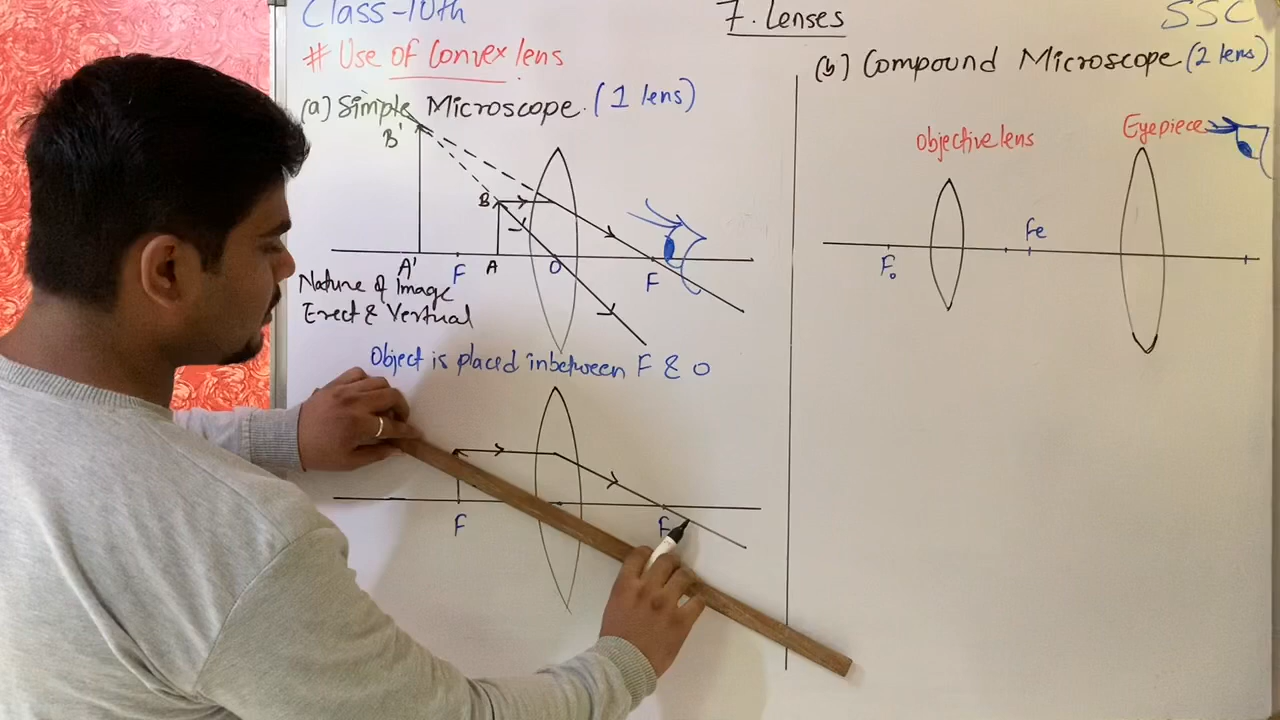 Class-10th
7. Lenses
SSC
# Use of Convex lens
(a) Simple Microscope. (1 lens)
B'
B
A'
F
A
O
F
Nature of Image
Erect & Vertual
Object is placed inbetween F & O
F
F
(b) Compound Microscope (2 lens)
Objective lens
Eyepiece
Fo
Fe